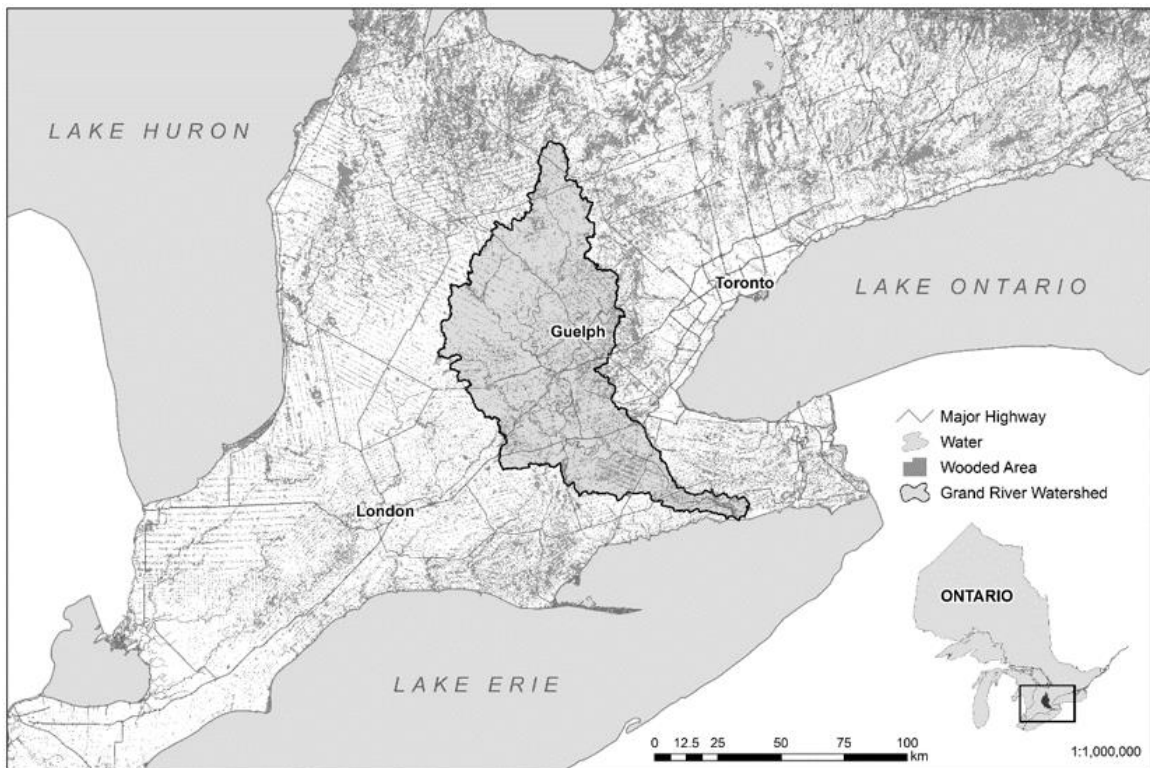 LAKE HURON
LAKE ONTARIO
Toronto
Guelph
London
LAKE ERIE
Major Highway
Water
Wooded Area
Grand River Watershed
ONTARIO
0 12.5 25 50 75 100
km
1:1,000,000